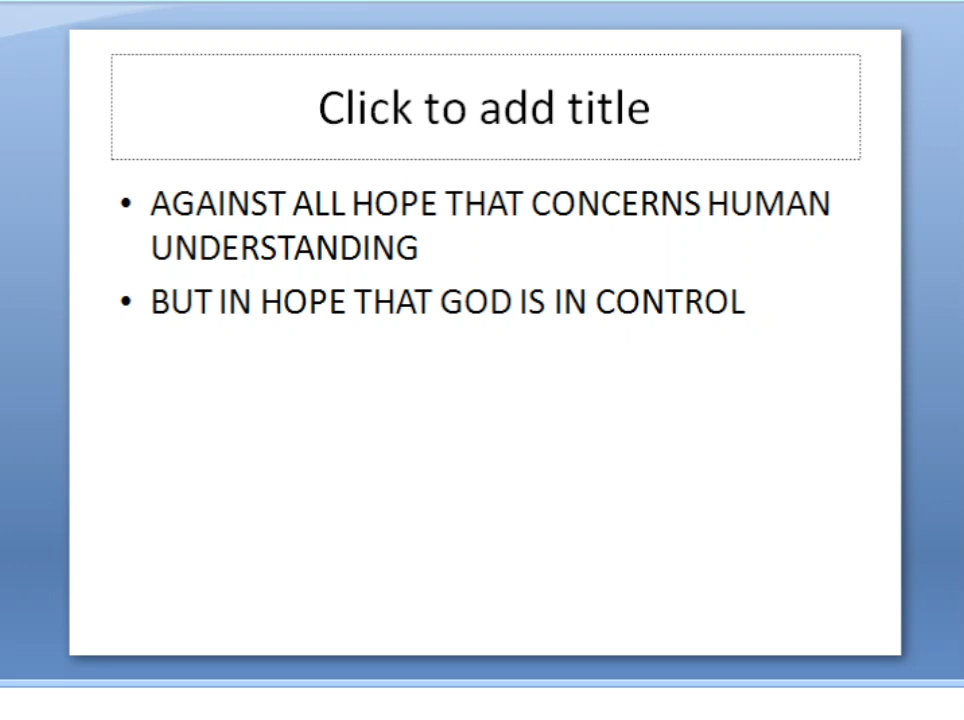 Click to add title
• AGAINST ALL HOPE THAT CONCERNS HUMAN
UNDERSTANDING
• BUT IN HOPE THAT GOD IS IN CONTROL